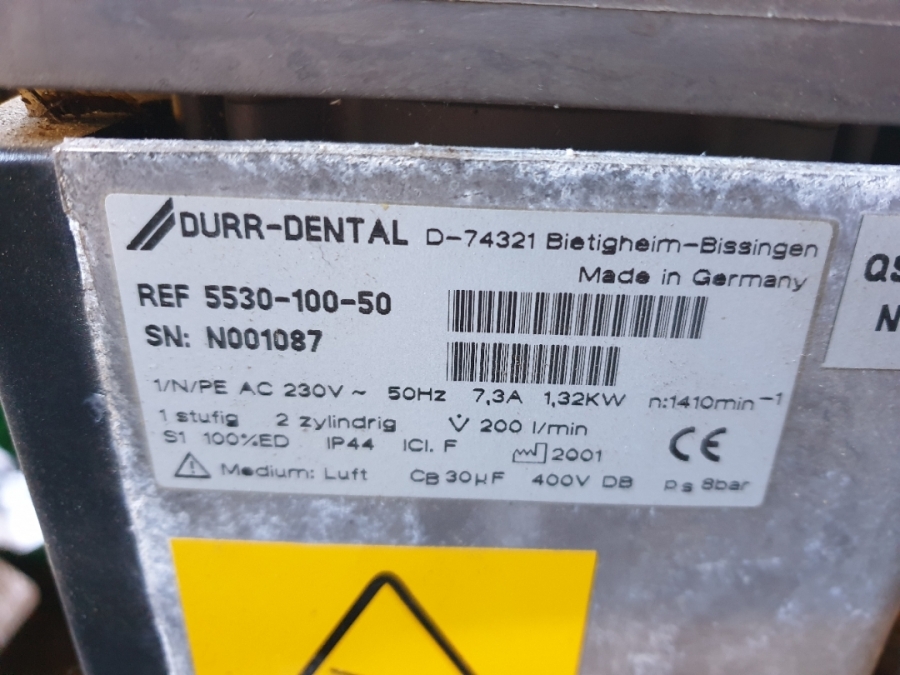 DURR-DENTAL D-74321 Bietigheim-Bissingen
Made in Germany
REF 5530-100-50
SN: N001087
1/N/PE AC 230V ~ 50Hz 7,3A 1,32KW n:1410min⁻¹
1 stufig 2 zylindrig V̇ 200 l/min
S1 100%ED IP44 ICl. F 2001 CE
Medium: Luft CB 30µF 400V DB ps 8bar
QS
N